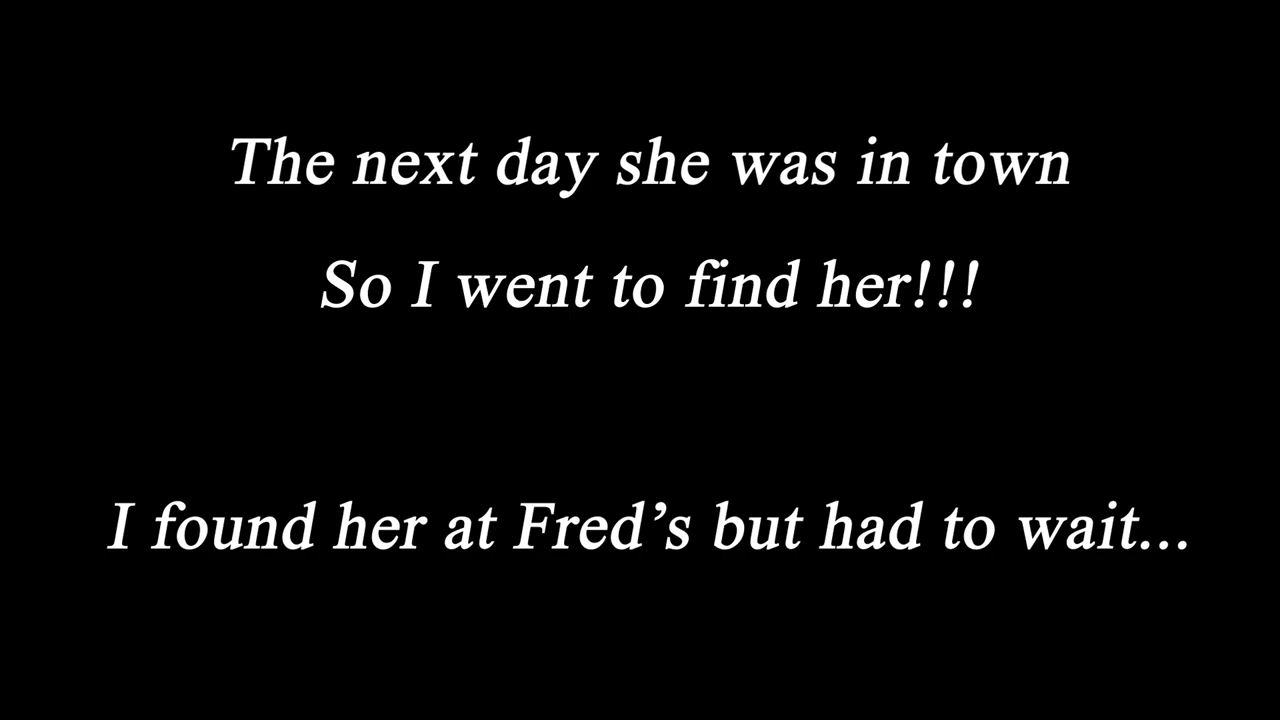 The next day she was in town
So I went to find her!!!
I found her at Fred’s but had to wait...